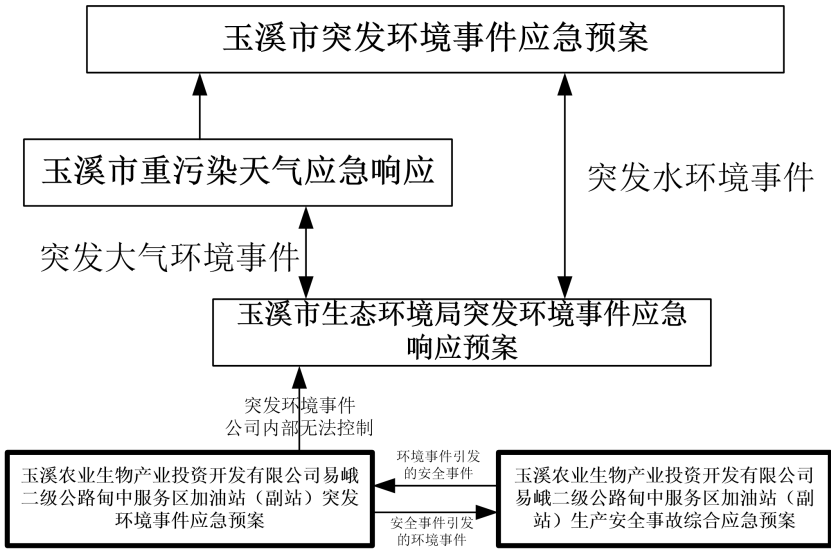 玉溪市突发环境事件应急预案
玉溪市重污染天气应急响应
突发水环境事件
突发大气环境事件
玉溪市生态环境局突发环境事件应急
响应预案
突发环境事件
公司内部无法控制
玉溪农业生物产业投资开发有限公司易峨
二级公路甸中服务区加油站（副站）突发
环境事件应急预案
环境事件引发
的安全事件
安全事件引发
的环境事件
玉溪农业生物产业投资开发有限公司
易峨二级公路甸中服务区加油站（副
站）生产安全事故综合应急预案